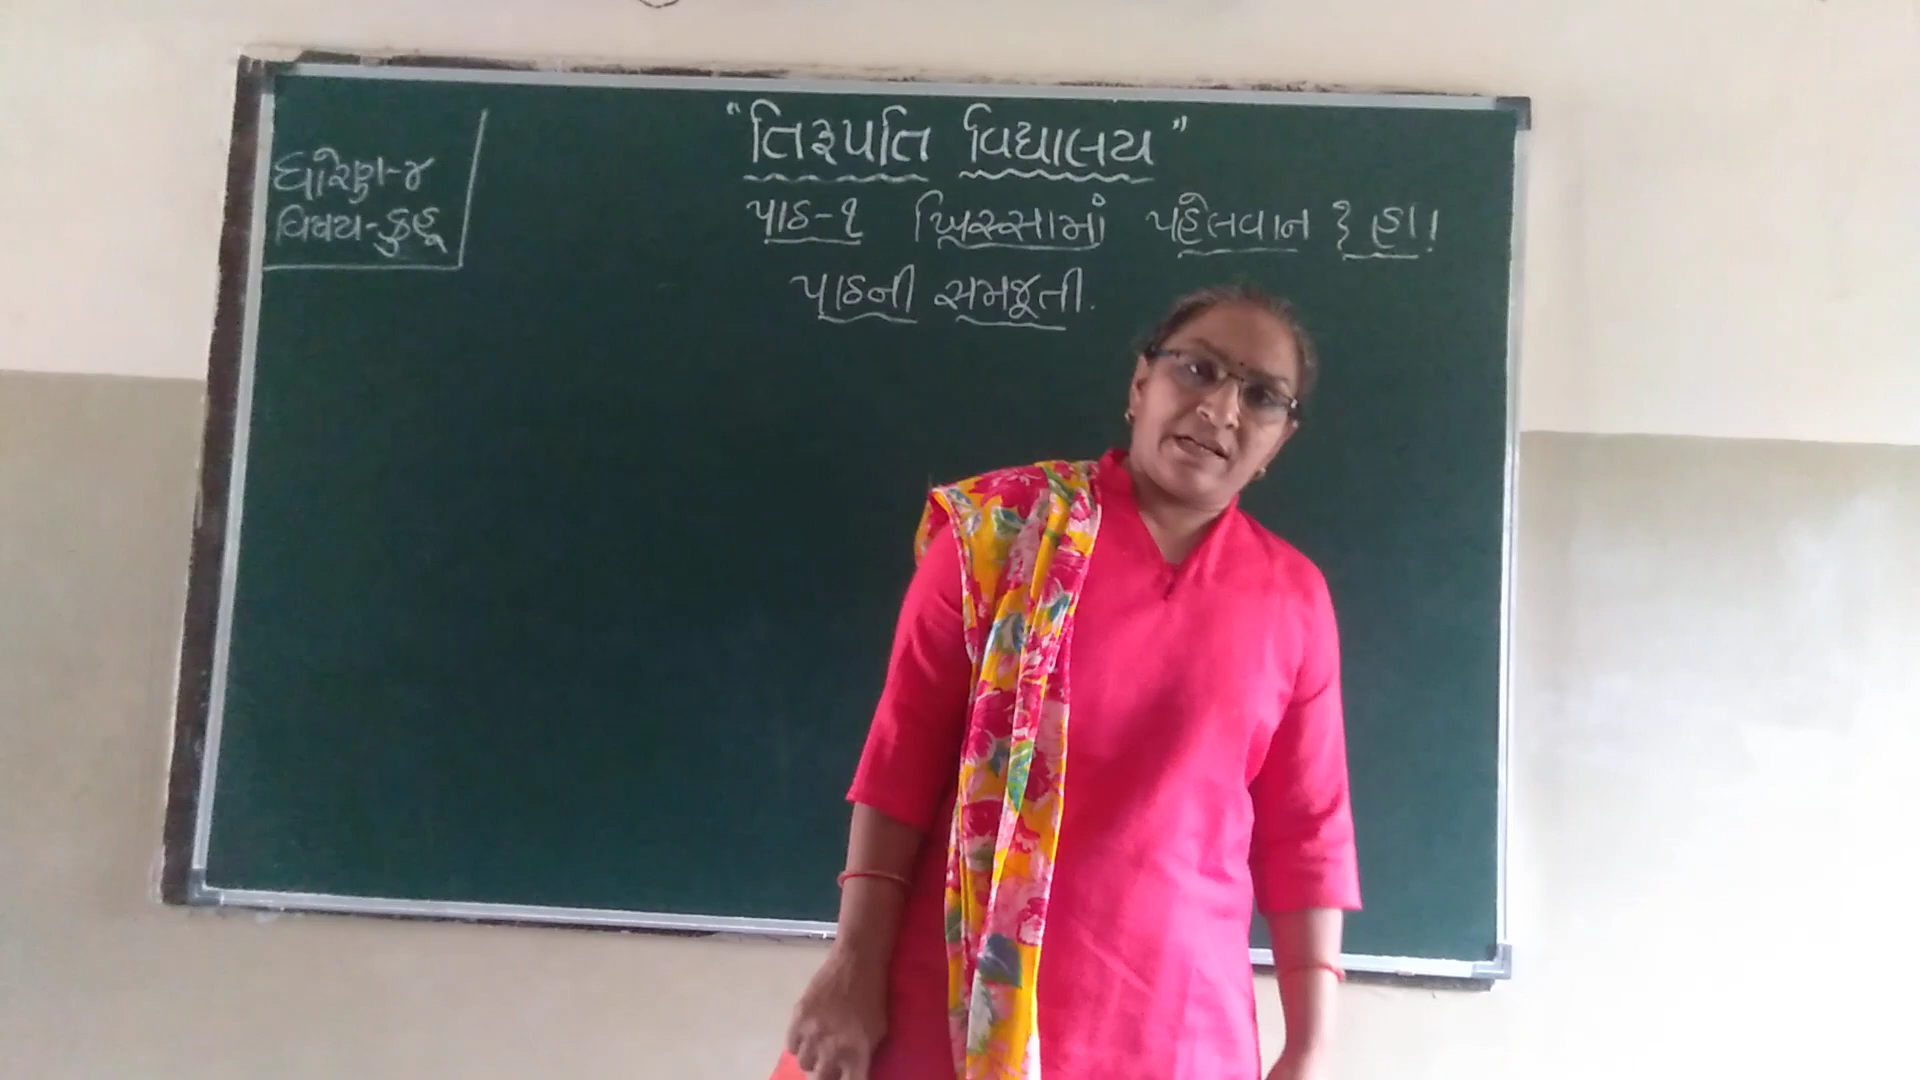 "તિરૂપતિ વિદ્યાલય"
ધોરણ-૪
વિષય-કુહૂ
પાઠ-૧ ખિસ્સામાં પહેલવાન ? હા!
પાઠની સમજૂતી.